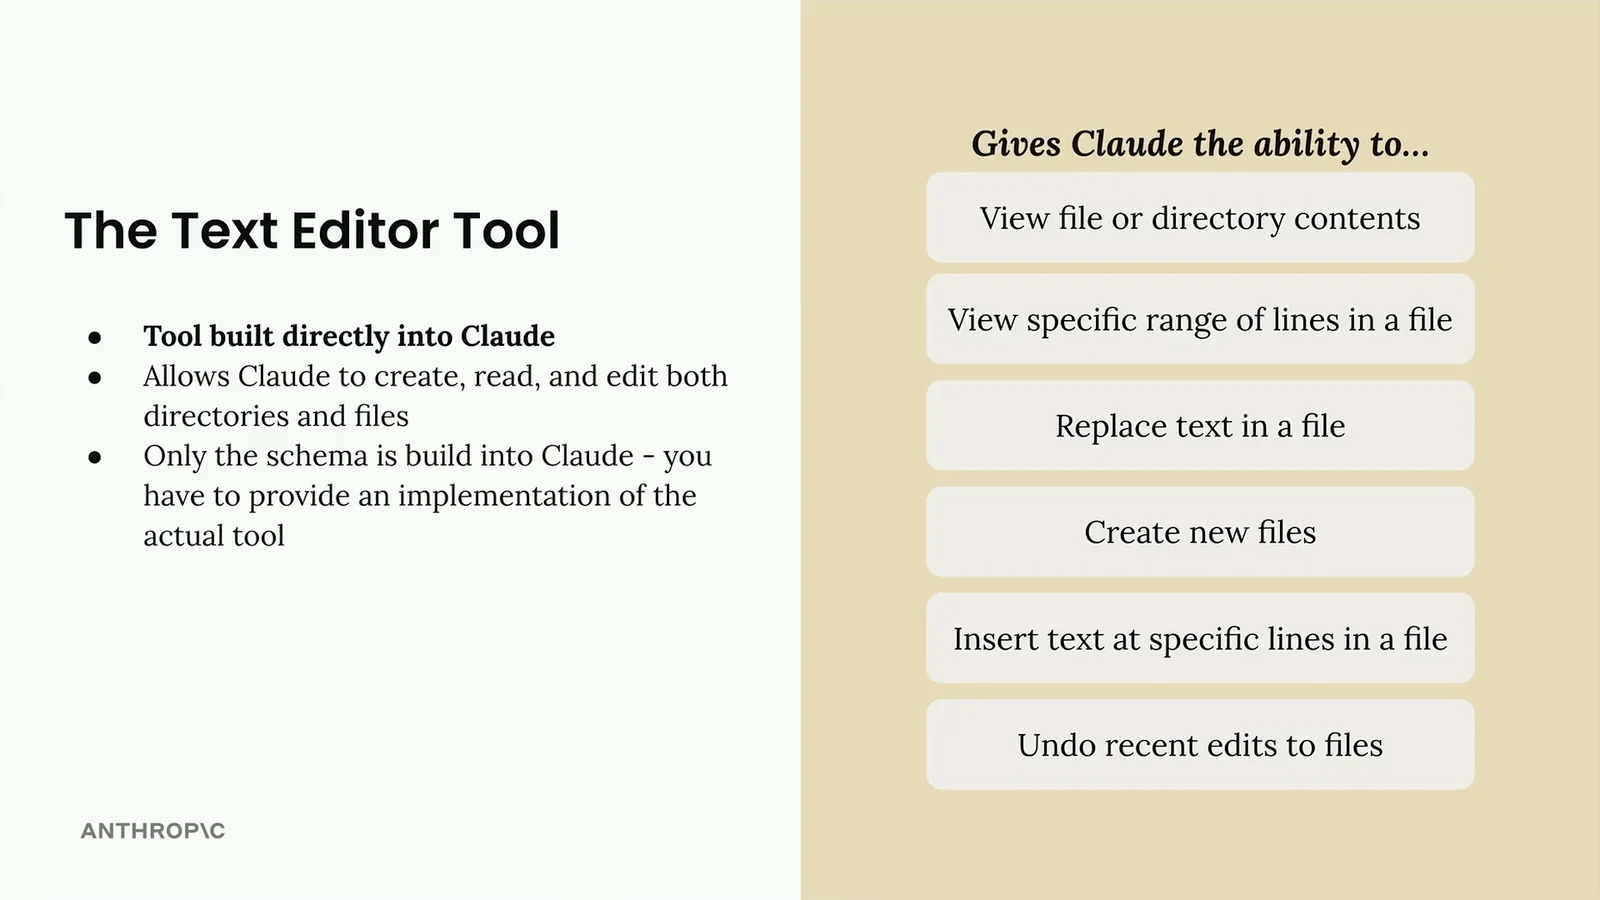 The Text Editor Tool
● Tool built directly into Claude
● Allows Claude to create, read, and edit both
directories and files
● Only the schema is build into Claude - you
have to provide an implementation of the
actual tool
ANTHROP\C
Gives Claude the ability to...
View file or directory contents
View specific range of lines in a file
Replace text in a file
Create new files
Insert text at specific lines in a file
Undo recent edits to files